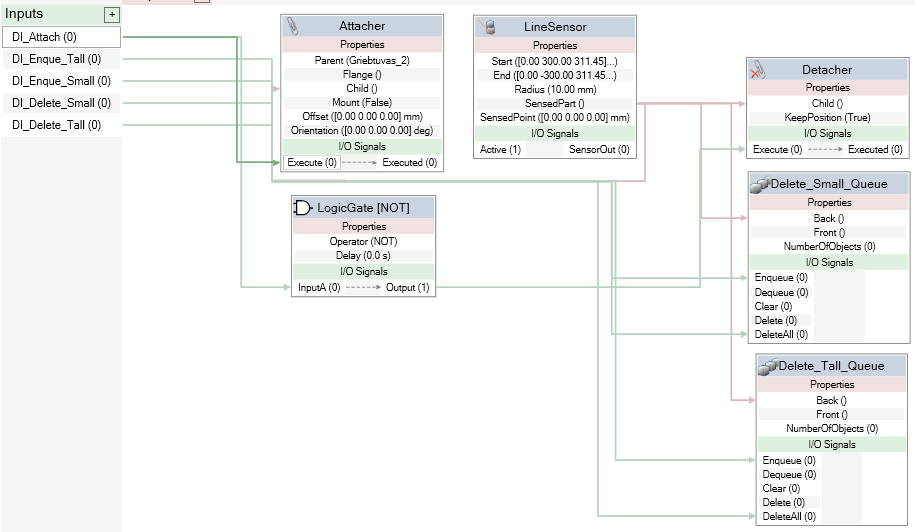 Inputs
+
DI_Attach (0)
DI_Enque_Tall (0)
DI_Enque_Small (0)
DI_Delete_Small (0)
DI_Delete_Tall (0)
Attacher
Properties
Parent (Griebtuvas_2)
Flange ()
Child ()
Mount (False)
Offset ([0.00 0.00 0.00] mm)
Orientation ([0.00 0.00 0.00] deg)
I/O Signals
Execute (0) Executed (0)
LineSensor
Properties
Start ([0.00 300.00 311.45]...)
End ([0.00 -300.00 311.45...)
Radius (10.00 mm)
SensedPart ()
SensedPoint ([0.00 0.00 0.00] mm)
I/O Signals
Active (1) SensorOut (0)
Detacher
Properties
Child ()
KeepPosition (True)
I/O Signals
Execute (0) Executed (0)
LogicGate [NOT]
Properties
Operator (NOT)
Delay (0.0 s)
I/O Signals
InputA (0) Output (1)
Delete_Small_Queue
Properties
Back ()
Front ()
NumberOfObjects (0)
I/O Signals
Enqueue (0)
Dequeue (0)
Clear (0)
Delete (0)
DeleteAll (0)
Delete_Tall_Queue
Properties
Back ()
Front ()
NumberOfObjects (0)
I/O Signals
Enqueue (0)
Dequeue (0)
Clear (0)
Delete (0)
DeleteAll (0)